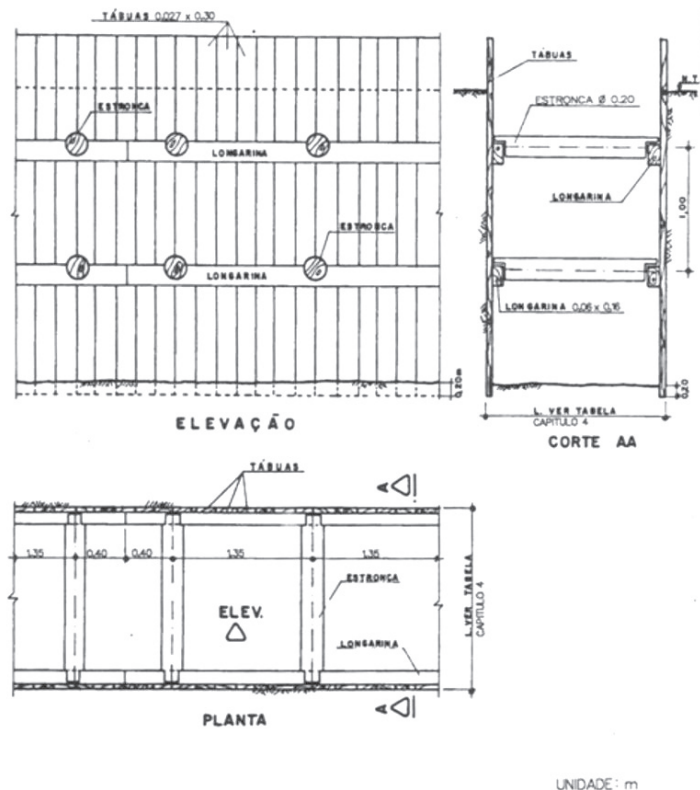 TÁBUAS 0,027 x 0,30
ESTRONCA
LONGARINA
ESTRONCA
LONGARINA
0,20m
ELEVAÇÃO
TÁBUAS
N.T
ESTRONCA Ø 0.20
LONGARINA
1,00
LONGARINA 0,06 x 0,16
0,20
L. VER TABELA
CAPITULO 4
CORTE AA
TÁBUAS
A
1,35
0,40
0,40
1,35
1,35
ESTRONCA
ELEV.
LONGARINA
L. VER TABELA
CAPITULO 4
A
PLANTA
UNIDADE: m